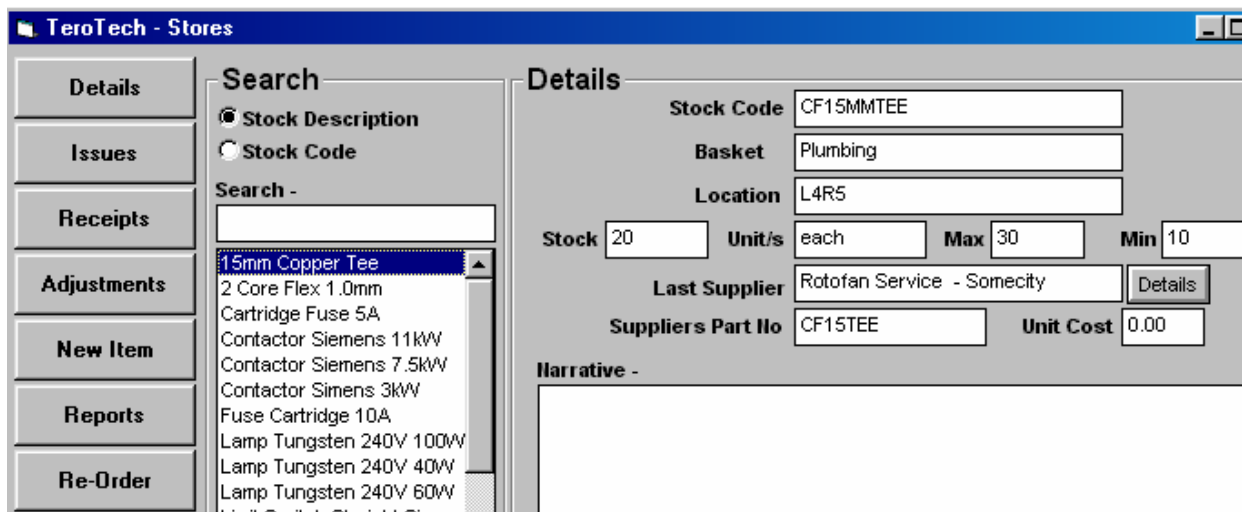 TeroTech - Stores
Details
Issues
Receipts
Adjustments
New Item
Reports
Re-Order
Search
Stock Description
Stock Code
Search -
15mm Copper Tee
2 Core Flex 1.0mm
Cartridge Fuse 5A
Contactor Siemens 11kW
Contactor Siemens 7.5kW
Contactor Simens 3kW
Fuse Cartridge 10A
Lamp Tungsten 240V 100W
Lamp Tungsten 240V 40W
Lamp Tungsten 240V 60W
Details
Stock Code CF15MMTEE
Basket Plumbing
Location L4R5
Stock 20 Unit/s each Max 30 Min 10
Last Supplier Rotofan Service - Somecity Details
Suppliers Part No CF15TEE Unit Cost 0.00
Narrative -